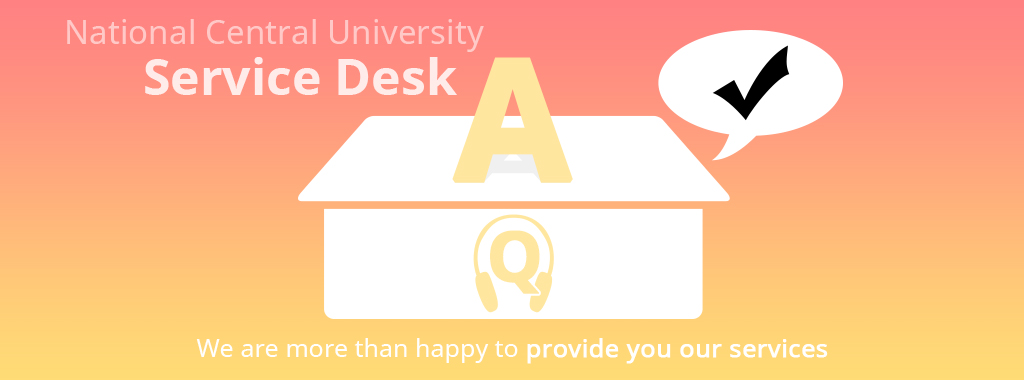 National Central University
Service Desk
A
Q
We are more than happy to provide you our services